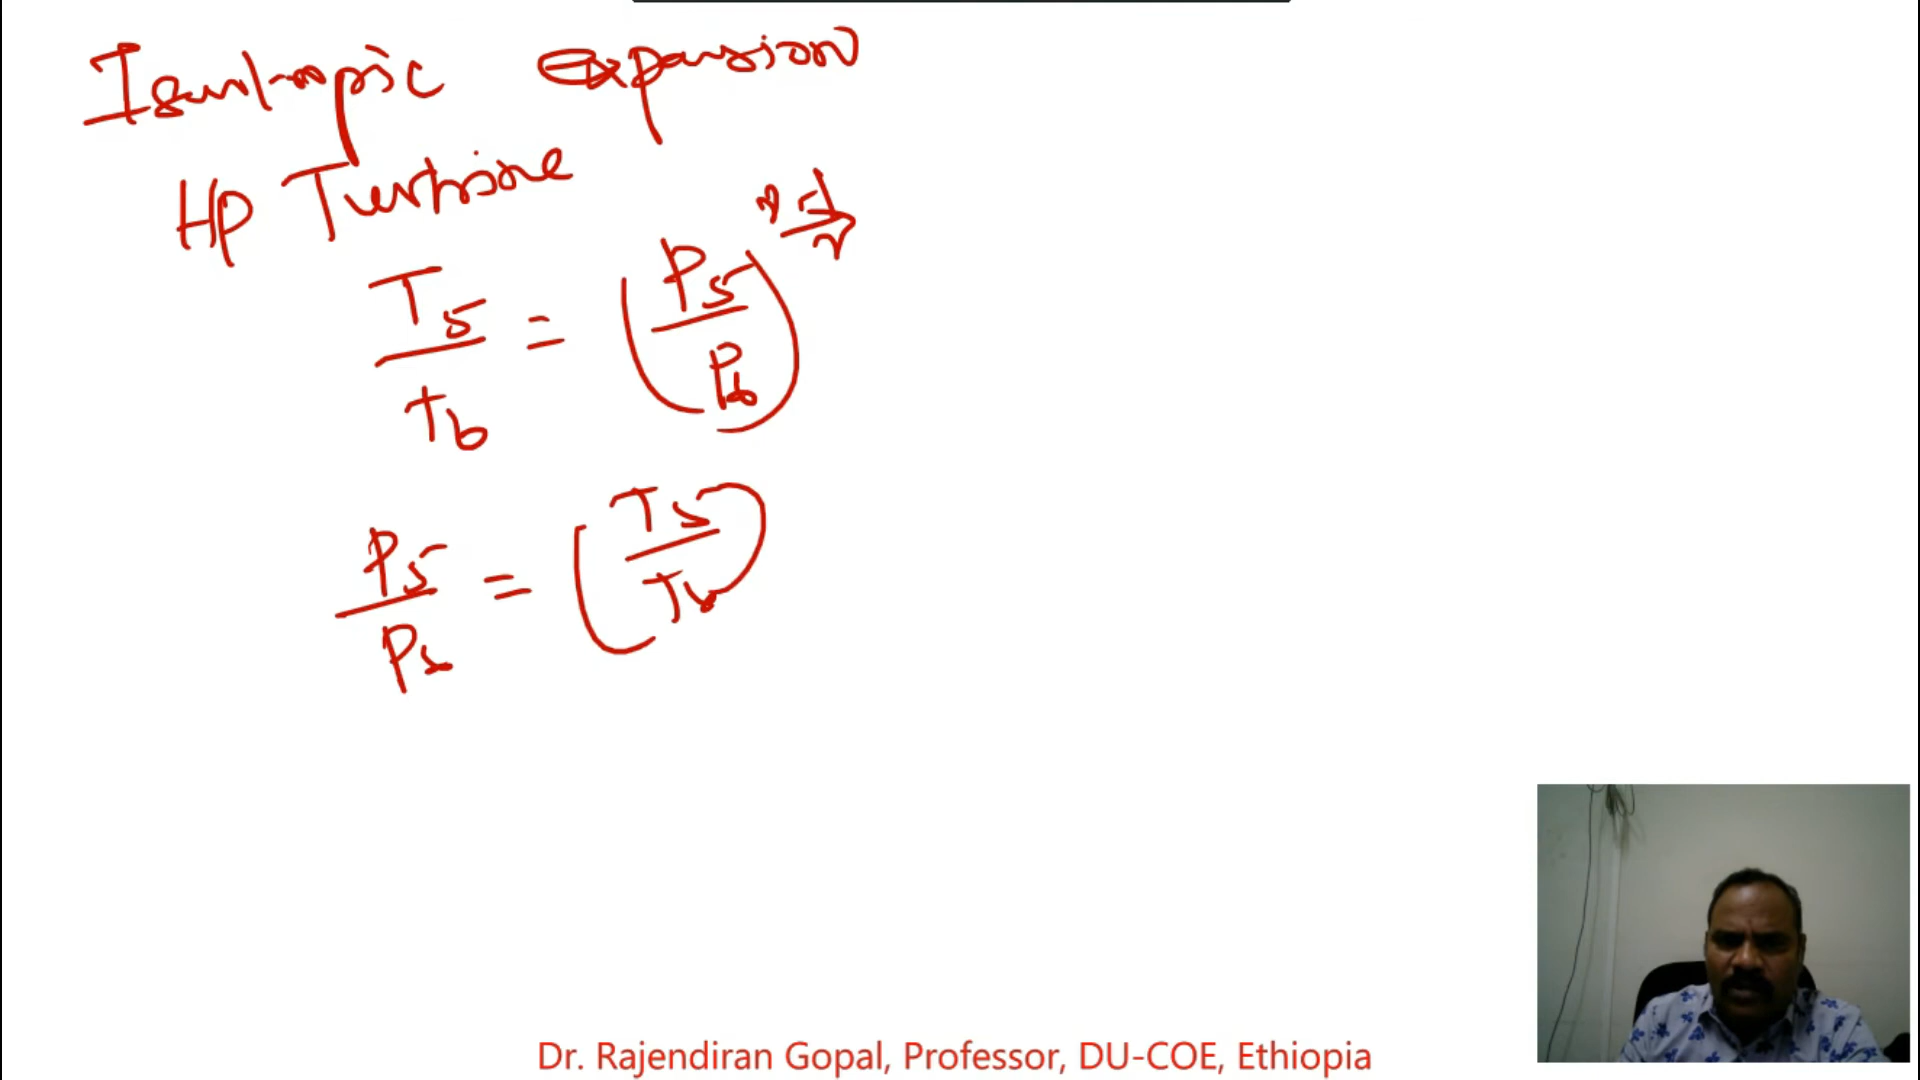 Isentropic expansion
HP Turbine
T5/T6 = (P5/P6)^γ-1/γ
P5/P6 = (T5/T6)
Dr. Rajendiran Gopal, Professor, DU-COE, Ethiopia